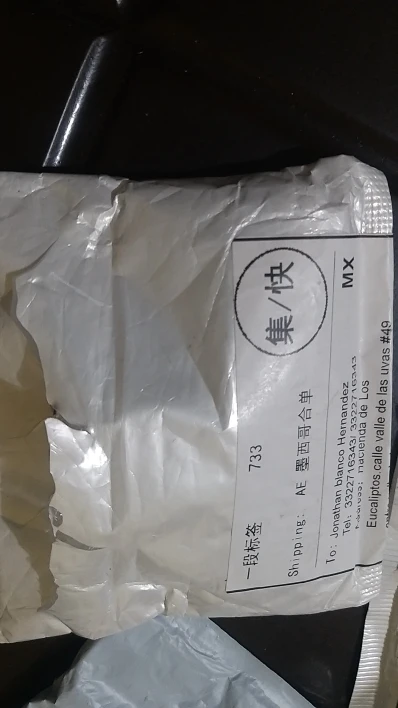 一段标签 733
集/快
Shipping: AE 墨西哥合单
MX
To: Jonathan blanco Hernandez
Tel: 3322716343/ 3322716343
Address: hacienda de Los
Eucaliptos.calle valle de las uvas #49